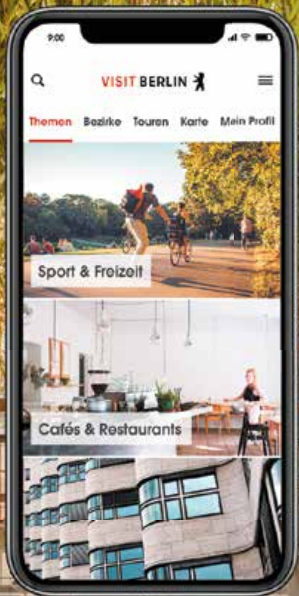 9:00
VISIT BERLIN
Themen Bezirke Touren Karte Mein Profil
Sport & Freizeit
Cafés & Restaurants